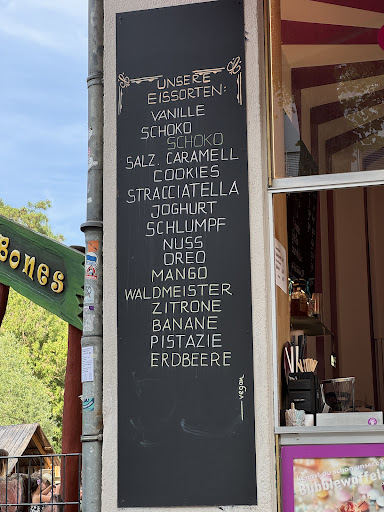 UNSERE
EISSORTEN:
VANILLE
SCHOKO
SCHOKO
SALZ. CARAMELL
COOKIES
STRACCIATELLA
JOGHURT
SCHLUMPF
NUSS
OREO
MANGO
WALDMEISTER
ZITRONE
BANANE
PISTAZIE
ERDBEERE
vegan
BONES
Bubblewaffel